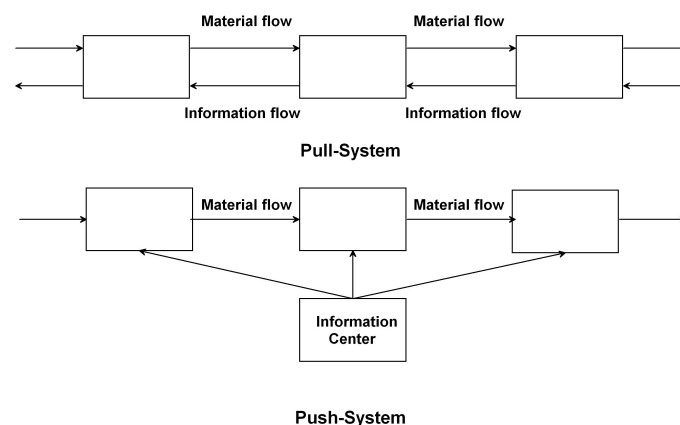 Material flow
Material flow
Information flow
Information flow
Pull-System
Material flow
Material flow
Information
Center
Push-System